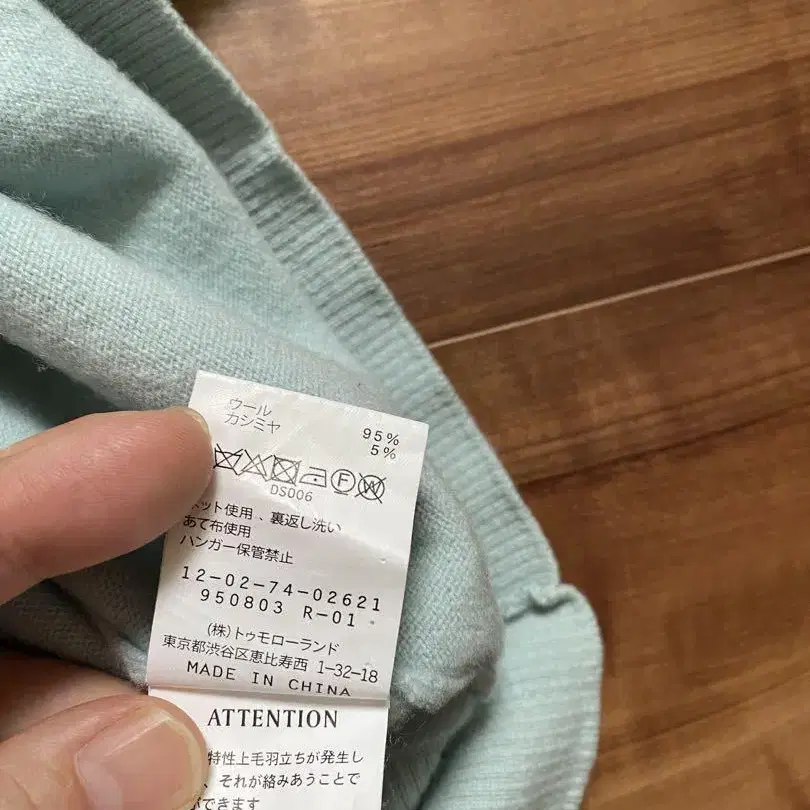 ウール 95%
カシミヤ 5%
F W
DS006
ット使用、裏返し洗い
あて布使用
ハンガー保管禁止
12-02-74-02621
950803 R-01
(株)トゥモローランド
東京都渋谷区恵比寿西 1-32-18
MADE IN CHINA
ATTENTION
特性上毛羽立ちが発生し
、それが絡みあうことで
ができます